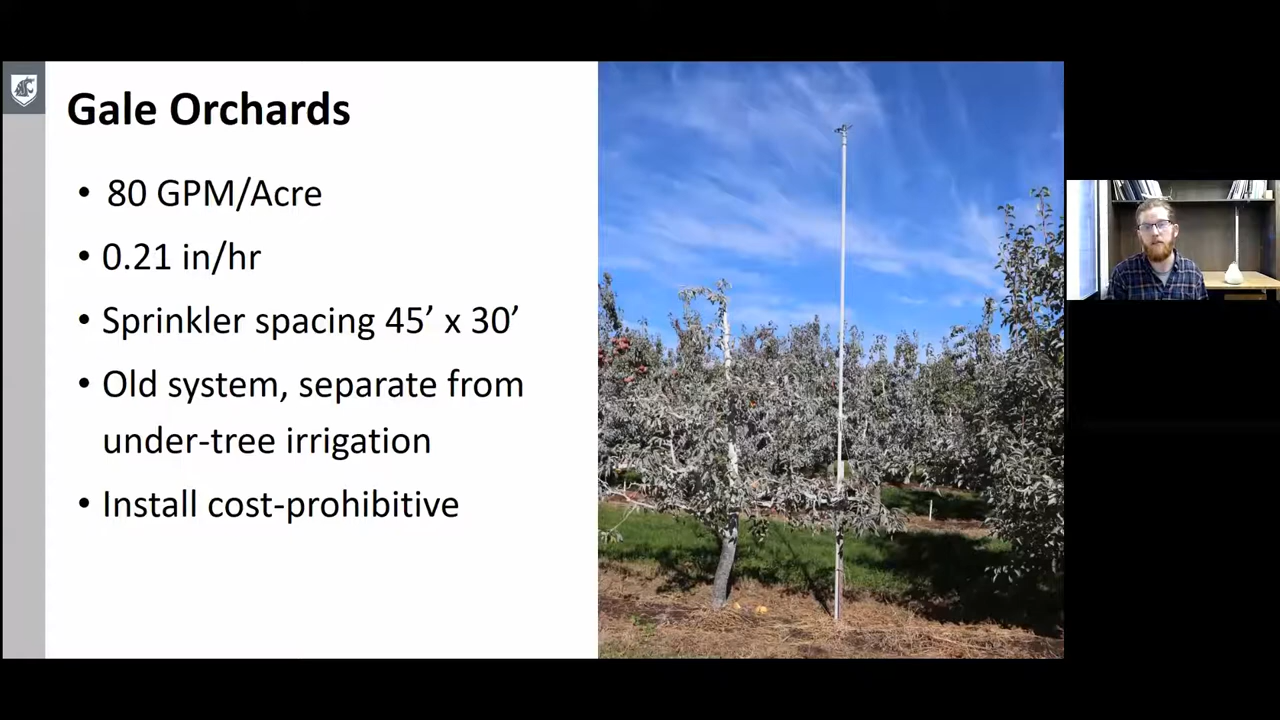 Gale Orchards
• 80 GPM/Acre
• 0.21 in/hr
• Sprinkler spacing 45’ x 30’
• Old system, separate from
under-tree irrigation
• Install cost-prohibitive